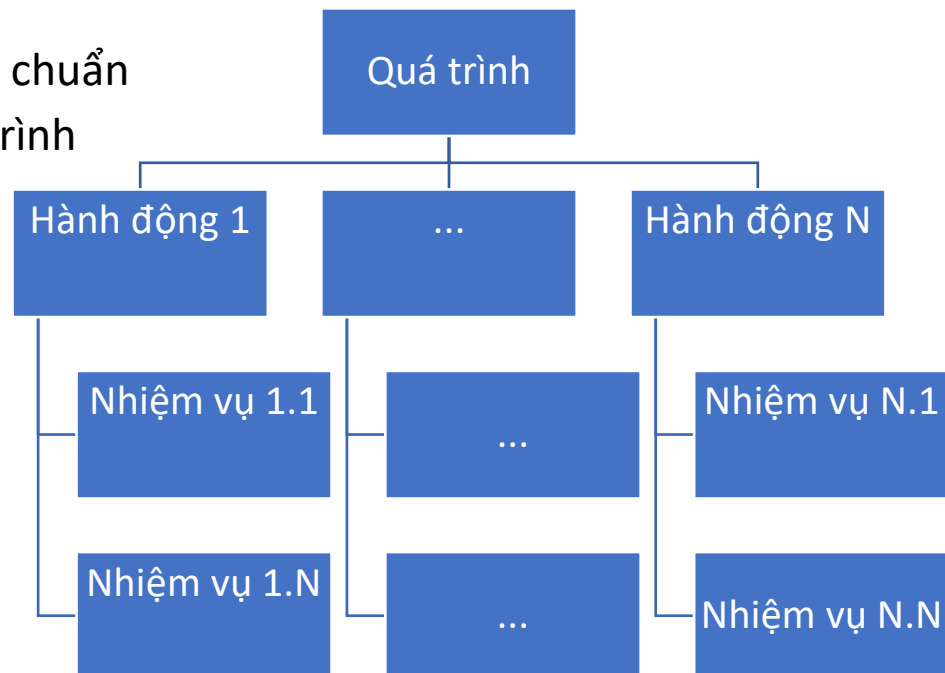 chuẩn
rình
Quá trình
Hành động 1
...
Hành động N
Nhiệm vụ 1.1
...
Nhiệm vụ N.1
Nhiệm vụ 1.N
...
Nhiệm vụ N.N